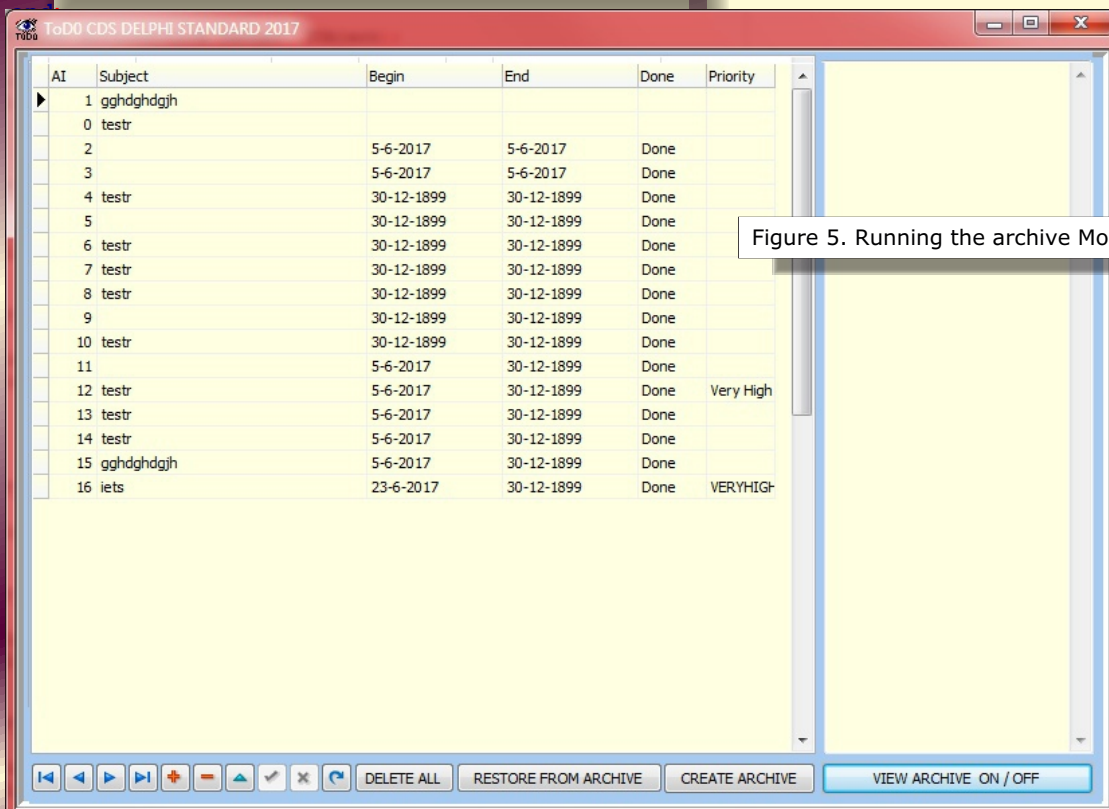 end;
ToDo
ToD0 CDS DELPHI STANDARD 2017
AI Subject Begin End Done Priority
1 gghdghdgjh
0 testr
2 5-6-2017 5-6-2017 Done
3 5-6-2017 5-6-2017 Done
4 testr 30-12-1899 30-12-1899 Done
5 30-12-1899 30-12-1899 Done
6 testr 30-12-1899 30-12-1899 Done
7 testr 30-12-1899 30-12-1899 Done
8 testr 30-12-1899 30-12-1899 Done
9 30-12-1899 30-12-1899 Done
10 testr 30-12-1899 30-12-1899 Done
11 5-6-2017 30-12-1899 Done
12 testr 5-6-2017 30-12-1899 Done Very High
13 testr 5-6-2017 30-12-1899 Done
14 testr 5-6-2017 30-12-1899 Done
15 gghdghdgjh 5-6-2017 30-12-1899 Done
16 iets 23-6-2017 30-12-1899 Done VERYHIGH
Figure 5. Running the archive Mo
DELETE ALL RESTORE FROM ARCHIVE CREATE ARCHIVE VIEW ARCHIVE ON / OFF